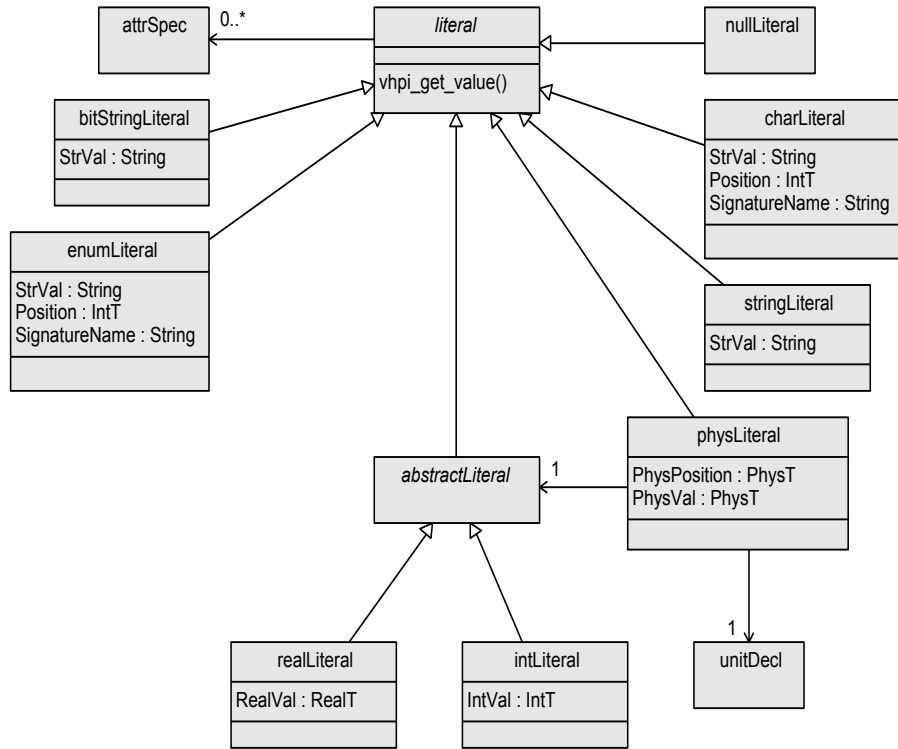 attrSpec
0..*
literal
vhpi_get_value()
nullLiteral
bitStringLiteral
StrVal : String
charLiteral
StrVal : String
Position : IntT
SignatureName : String
enumLiteral
StrVal : String
Position : IntT
SignatureName : String
stringLiteral
StrVal : String
abstractLiteral
1
physLiteral
PhysPosition : PhysT
PhysVal : PhysT
realLiteral
RealVal : RealT
intLiteral
IntVal : IntT
1
unitDecl